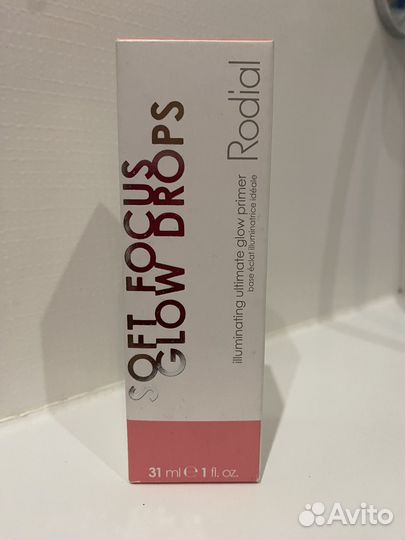 SOFT FOCUS
GLOW DROPS
Rodial
illuminating ultimate glow primer
base éclat illuminatrice idéale
31 ml ℮ 1 fl. oz.
Avito